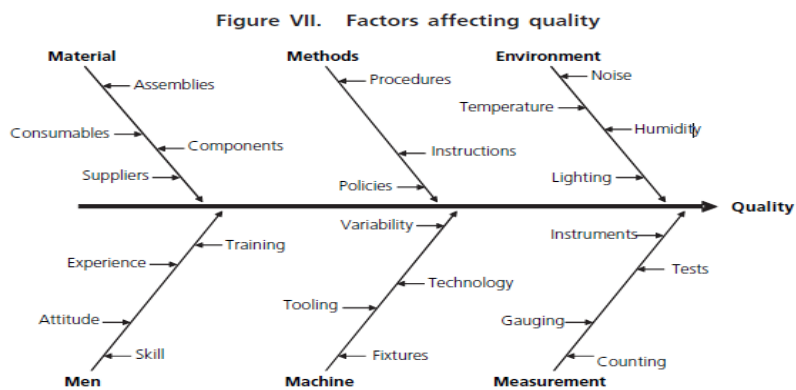 Figure VII. Factors affecting quality
Material
Methods
Environment
Assemblies
Consumables
Components
Suppliers
Procedures
Instructions
Policies
Noise
Temperature
Humidity
Lighting
Quality
Training
Experience
Attitude
Skill
Men
Variability
Technology
Tooling
Fixtures
Machine
Instruments
Tests
Gauging
Counting
Measurement